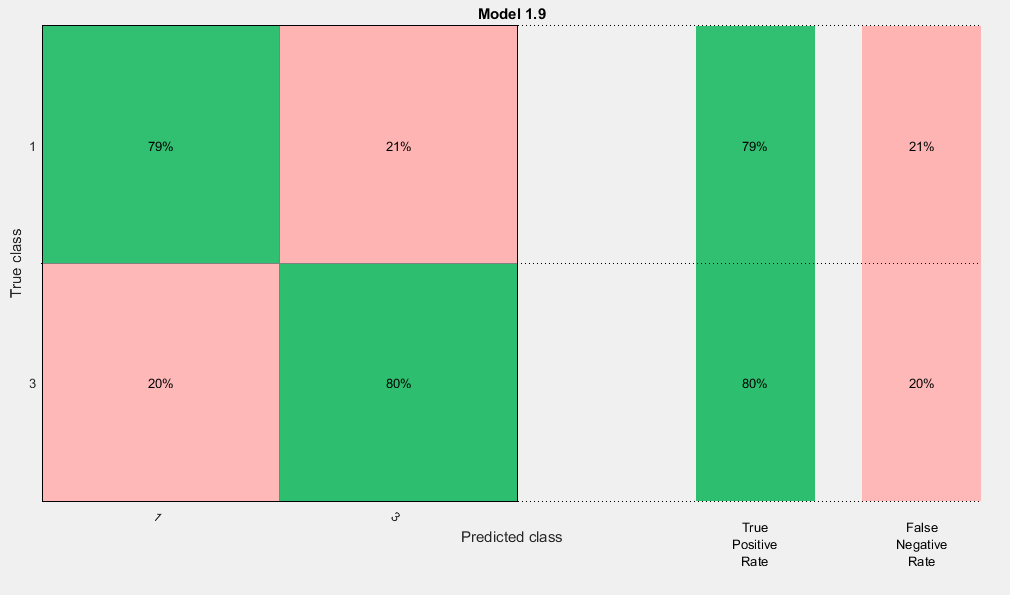 Model 1.9
1
79%
21%
79%
21%
True class
3
20%
80%
80%
20%
1
3
Predicted class
True
Positive
Rate
False
Negative
Rate